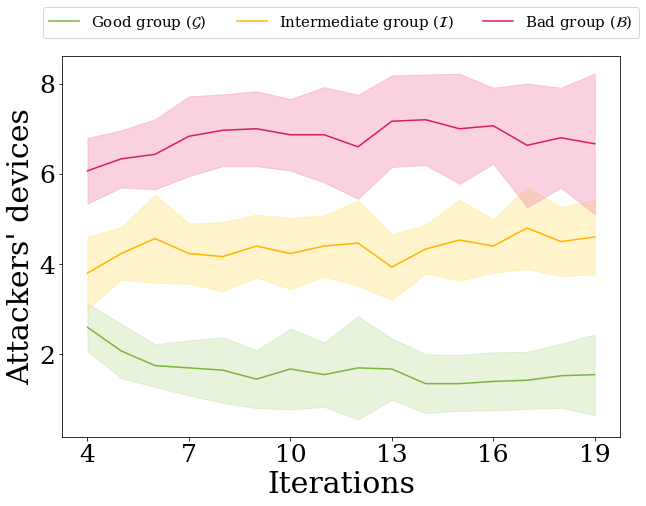 Good group (𝒢) Intermediate group (ℐ) Bad group (ℬ)
Attackers' devices
8
6
4
2
4 7 10 13 16 19
Iterations